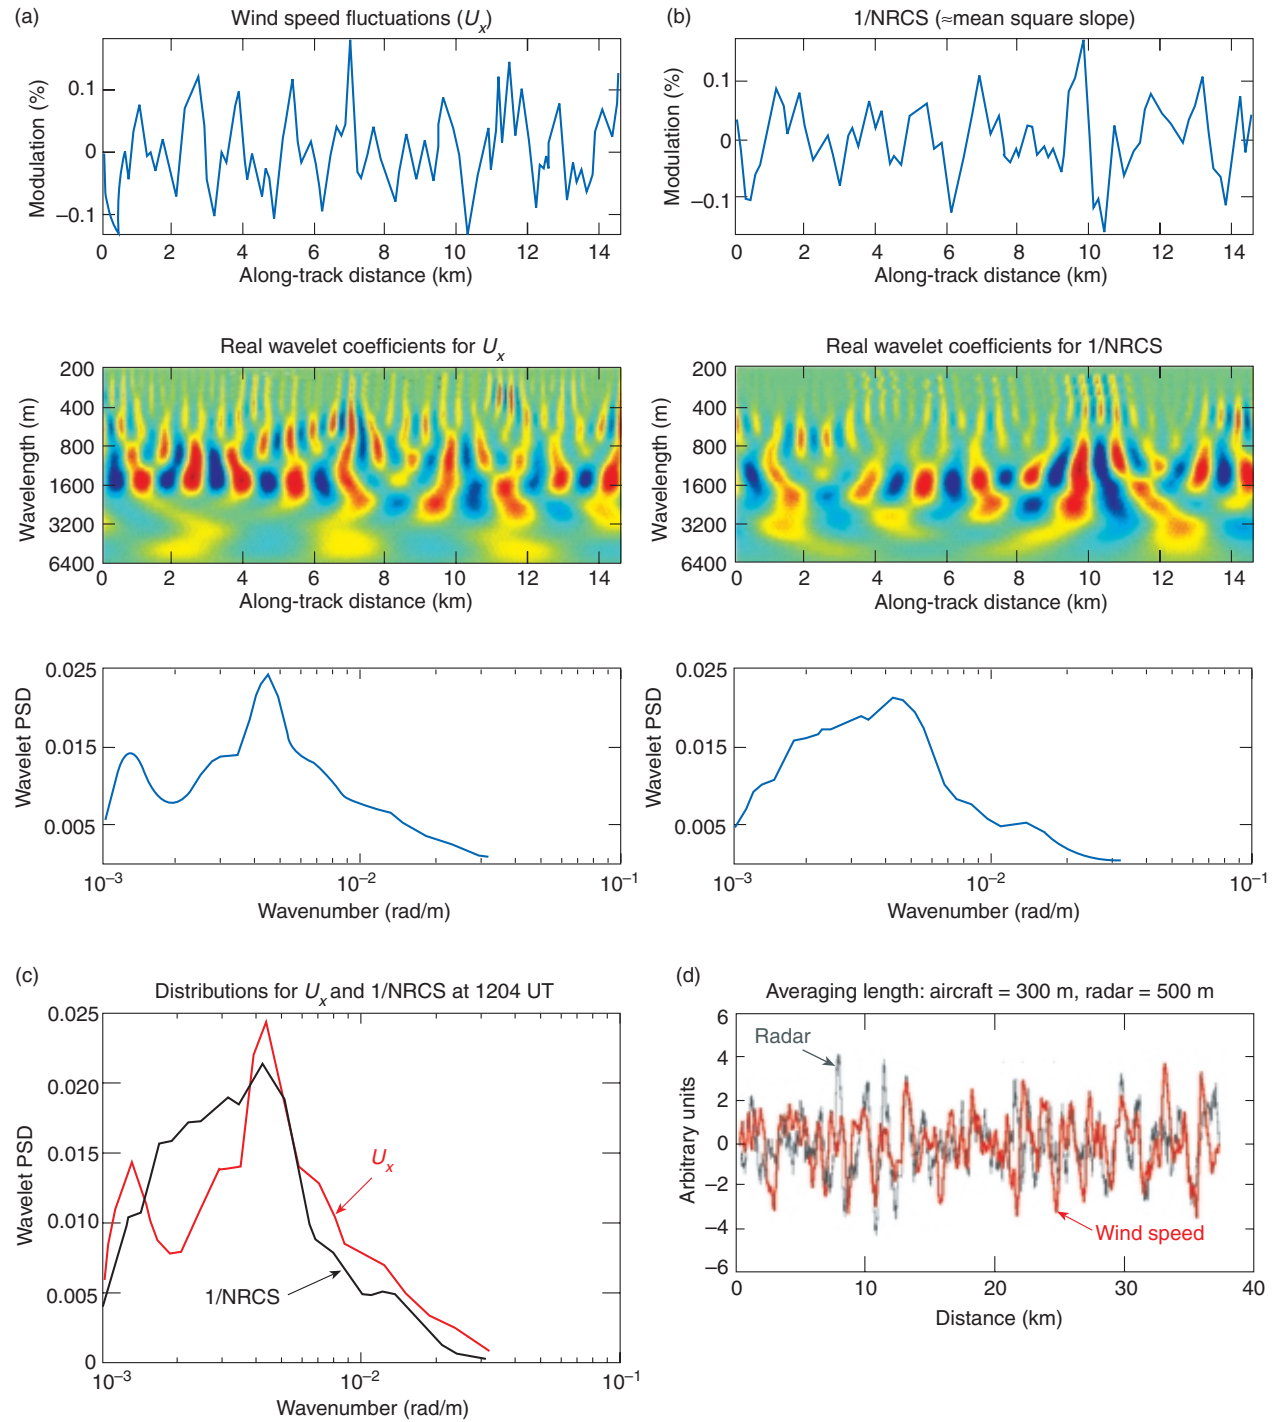 (a)
Wind speed fluctuations (Ux)
Modulation (%)
0.1
0
–0.1
0 2 4 6 8 10 12 14
Along-track distance (km)
(b)
1/NRCS (≈mean square slope)
Modulation (%)
0.1
0
–0.1
0 2 4 6 8 10 12 14
Along-track distance (km)
Real wavelet coefficients for Ux
Wavelength (m)
200
400
800
1600
3200
6400
0 2 4 6 8 10 12 14
Along-track distance (km)
Real wavelet coefficients for 1/NRCS
Wavelength (m)
200
400
800
1600
3200
6400
0 2 4 6 8 10 12 14
Along-track distance (km)
Wavelet PSD
0.025
0.015
0.005
10–3 10–2 10–1
Wavenumber (rad/m)
Wavelet PSD
0.025
0.015
0.005
10–3 10–2 10–1
Wavenumber (rad/m)
(c)
Distributions for Ux and 1/NRCS at 1204 UT
Wavelet PSD
0.025
0.020
0.015
0.010
0.005
0
Ux
1/NRCS
10–3 10–2 10–1
Wavenumber (rad/m)
(d)
Averaging length: aircraft = 300 m, radar = 500 m
Arbitrary units
6
4
2
0
–2
–4
–6
Radar
Wind speed
0 10 20 30 40
Distance (km)